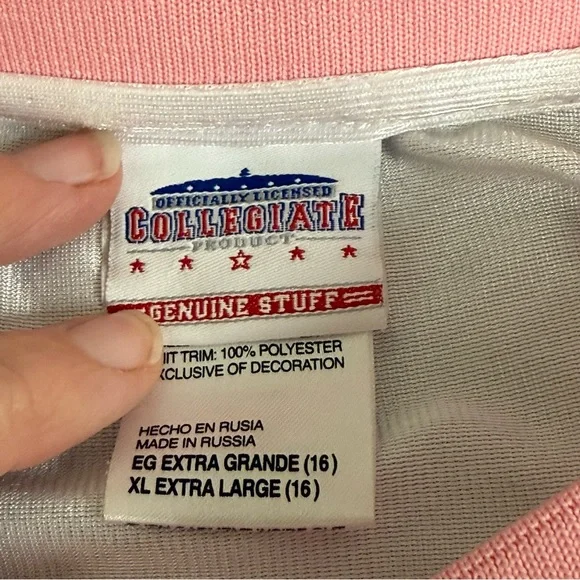 OFFICIALLY LICENSED
COLLEGIATE
PRODUCT
GENUINE STUFF
IT TRIM: 100% POLYESTER
XCLUSIVE OF DECORATION
HECHO EN RUSIA
MADE IN RUSSIA
EG EXTRA GRANDE (16)
XL EXTRA LARGE (16)